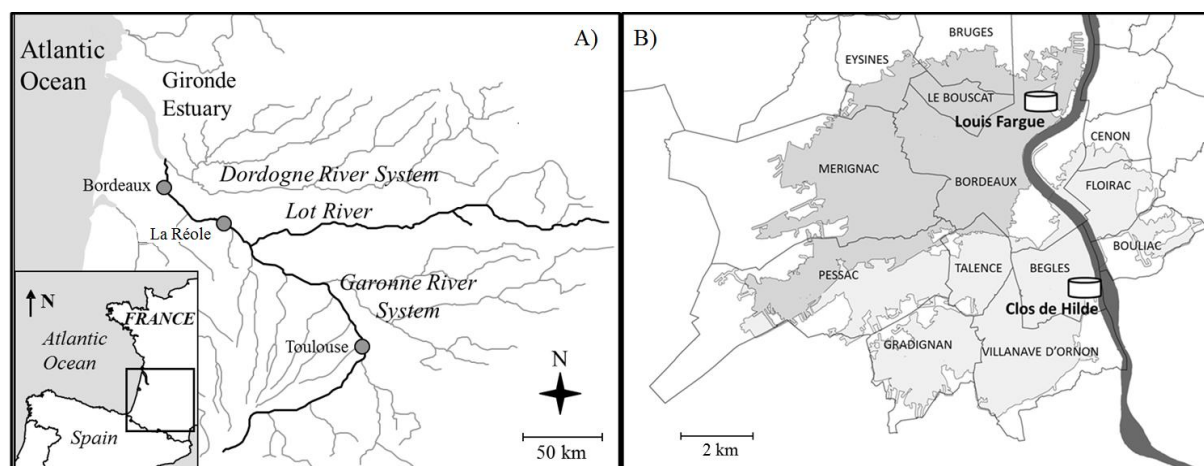 A)
Atlantic
Ocean
Gironde
Estuary
Dordogne River System
Bordeaux
Lot River
La Réole
Garonne River
System
Toulouse
N
FRANCE
Atlantic
Ocean
Spain
N
50 km
B)
BRUGES
EYSINES
LE BOUSCAT
Louis Fargue
CENON
MERIGNAC
BORDEAUX
FLOIRAC
BOULIAC
PESSAC
TALENCE
BEGLES
Clos de Hilde
GRADIGNAN
VILLANAVE D'ORNON
2 km